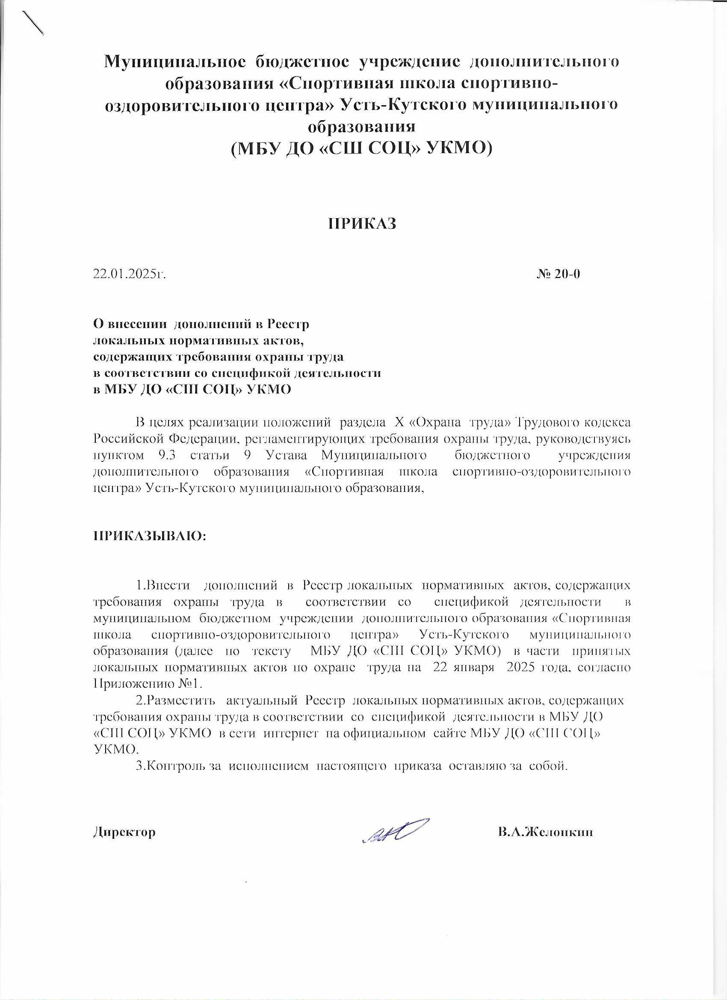 Муниципальное бюджетное учреждение дополнительного
образования «Спортивная школа спортивно-
оздоровительного центра» Усть-Кутского муниципального
образования
(МБУ ДО «СШ СОЦ» УКМО)
ПРИКАЗ
22.01.2025г. № 20-0
О внесении дополнений в Реестр
локальных нормативных актов,
содержащих требования охраны труда
в соответствии со спецификой деятельности
в МБУ ДО «СШ СОЦ» УКМО
В целях реализации положений раздела X «Охрана труда» Трудового кодекса
Российской Федерации, регламентирующих требования охраны труда, руководствуясь
пунктом 9.3 статьи 9 Устава Муниципального бюджетного учреждения
дополнительного образования «Спортивная школа спортивно-оздоровительного
центра» Усть-Кутского муниципального образования,
ПРИКАЗЫВАЮ:
1.Внести дополнений в Реестр локальных нормативных актов, содержащих
требования охраны труда в соответствии со спецификой деятельности в
муниципальном бюджетном учреждении дополнительного образования «Спортивная
школа спортивно-оздоровительного центра» Усть-Кутского муниципального
образования (далее по тексту МБУ ДО «СШ СОЦ» УКМО) в части принятых
локальных нормативных актов по охране труда на 22 января 2025 года, согласно
Приложению №1.
2.Разместить актуальный Реестр локальных нормативных актов, содержащих
требования охраны труда в соответствии со спецификой деятельности в МБУ ДО
«СШ СОЦ» УКМО в сети интернет на официальном сайте МБУ ДО «СШ СОЦ»
УКМО.
3.Контроль за исполнением настоящего приказа оставляю за собой.
Директор В.А.Желонкин